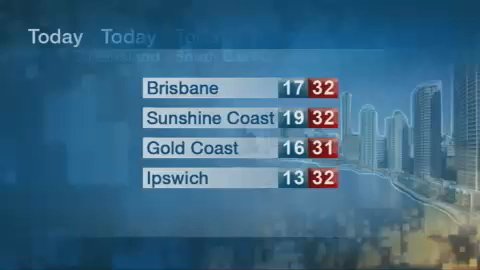 Today Today
Brisbane 17 32
Sunshine Coast 19 32
Gold Coast 16 31
Ipswich 13 32